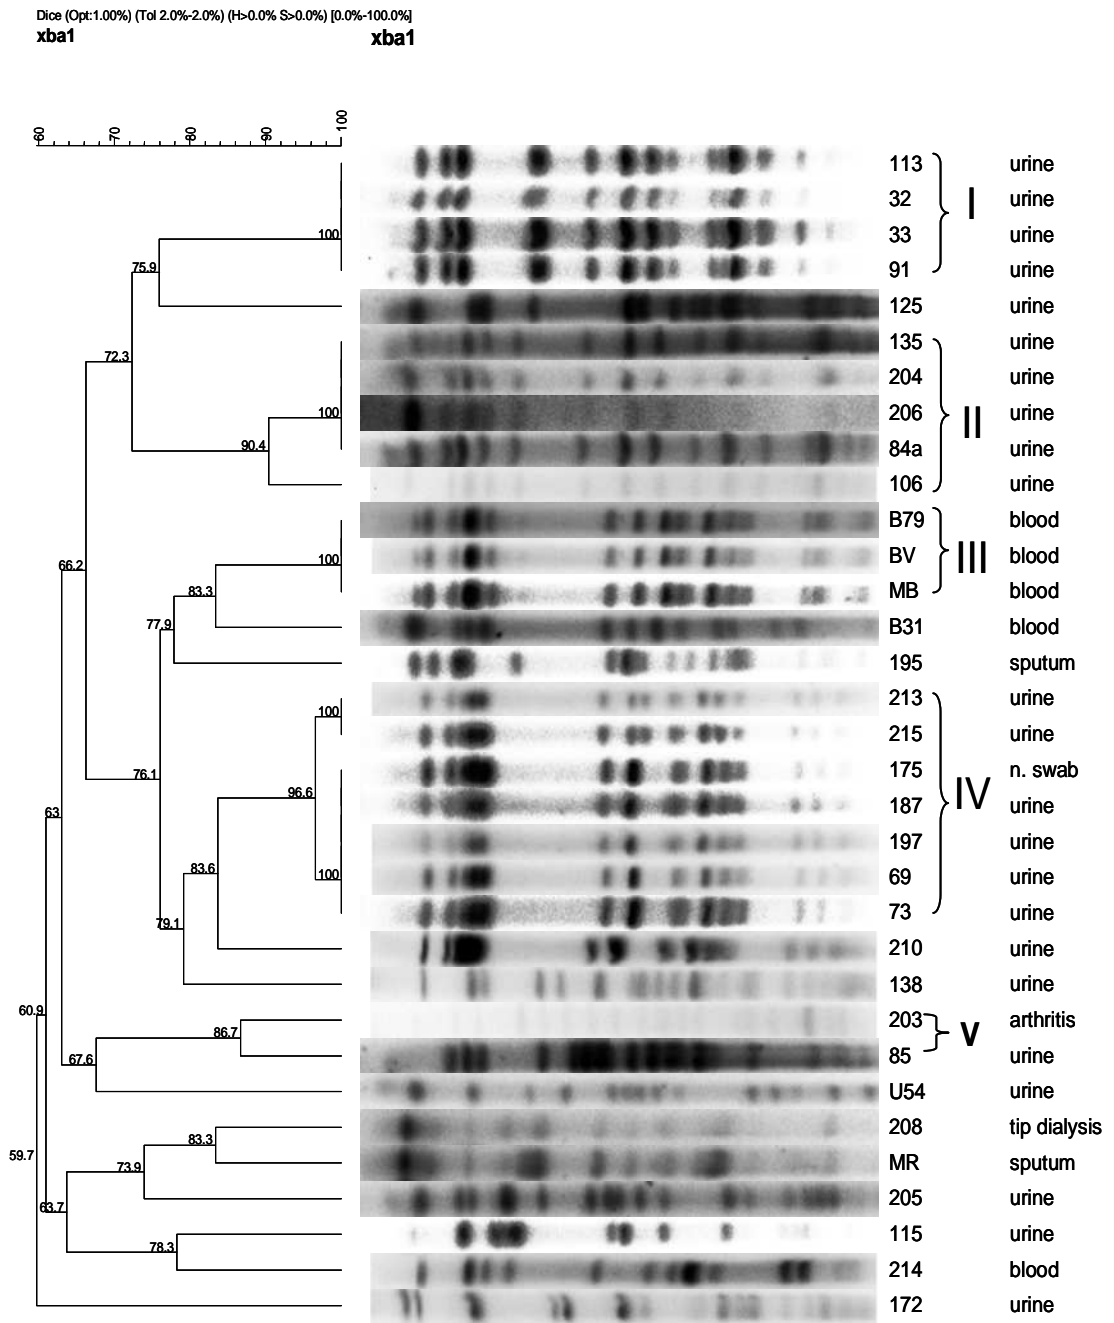 Dice (Opt:1.00%) (Tol 2.0%-2.0%) (H>0.0% S>0.0%) [0.0%-100.0%]
xba1 xba1
60 70 80 90 100
113 urine
32 urine
I
33 urine
100
91 urine
75.9
125 urine
135 urine
72.3
204 urine
100
206 urine
II
90.4
84a urine
106 urine
B79 blood
BV blood
III
66.2
100
83.3
MB blood
77.9
B31 blood
195 sputum
213 urine
100
215 urine
76.1
175 n. swab
96.6
IV
187 urine
63
197 urine
83.6
69 urine
100
73 urine
79.1
210 urine
138 urine
60.9
203 arthritis
86.7
V
85 urine
67.6
U54 urine
208 tip dialysis
83.3
59.7
MR sputum
73.9
205 urine
63.7
115 urine
78.3
214 blood
172 urine